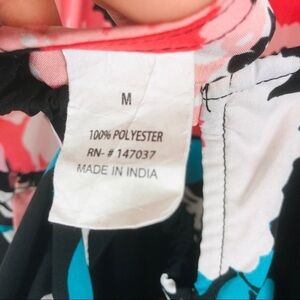 M
100% POLYESTER
RN-# 147037
MADE IN INDIA